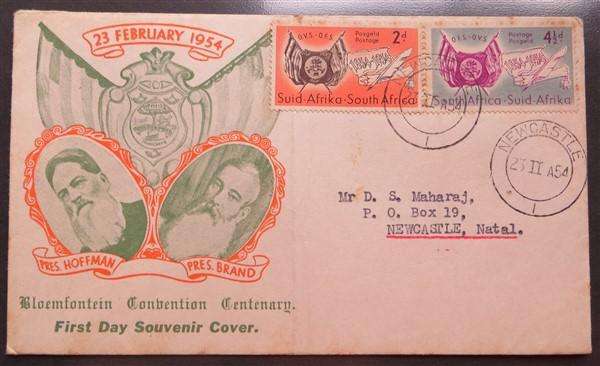 23 FEBRUARY 1954
PRES. HOFFMAN
PRES. BRAND
Bloemfontein Convention Centenary.
First Day Souvenir Cover.
O.V.S-O.F.S.
Posgeld
Postage
2d
Suid-Afrika-South Africa
O.F.S-O.V.S.
Postage
Posgeld
4½d
South Africa-Suid-Afrika
NEWCASTLE
23 II A54
1
Mr D. S. Maharaj,
P. O. Box 19,
NEWCASTLE, Natal.